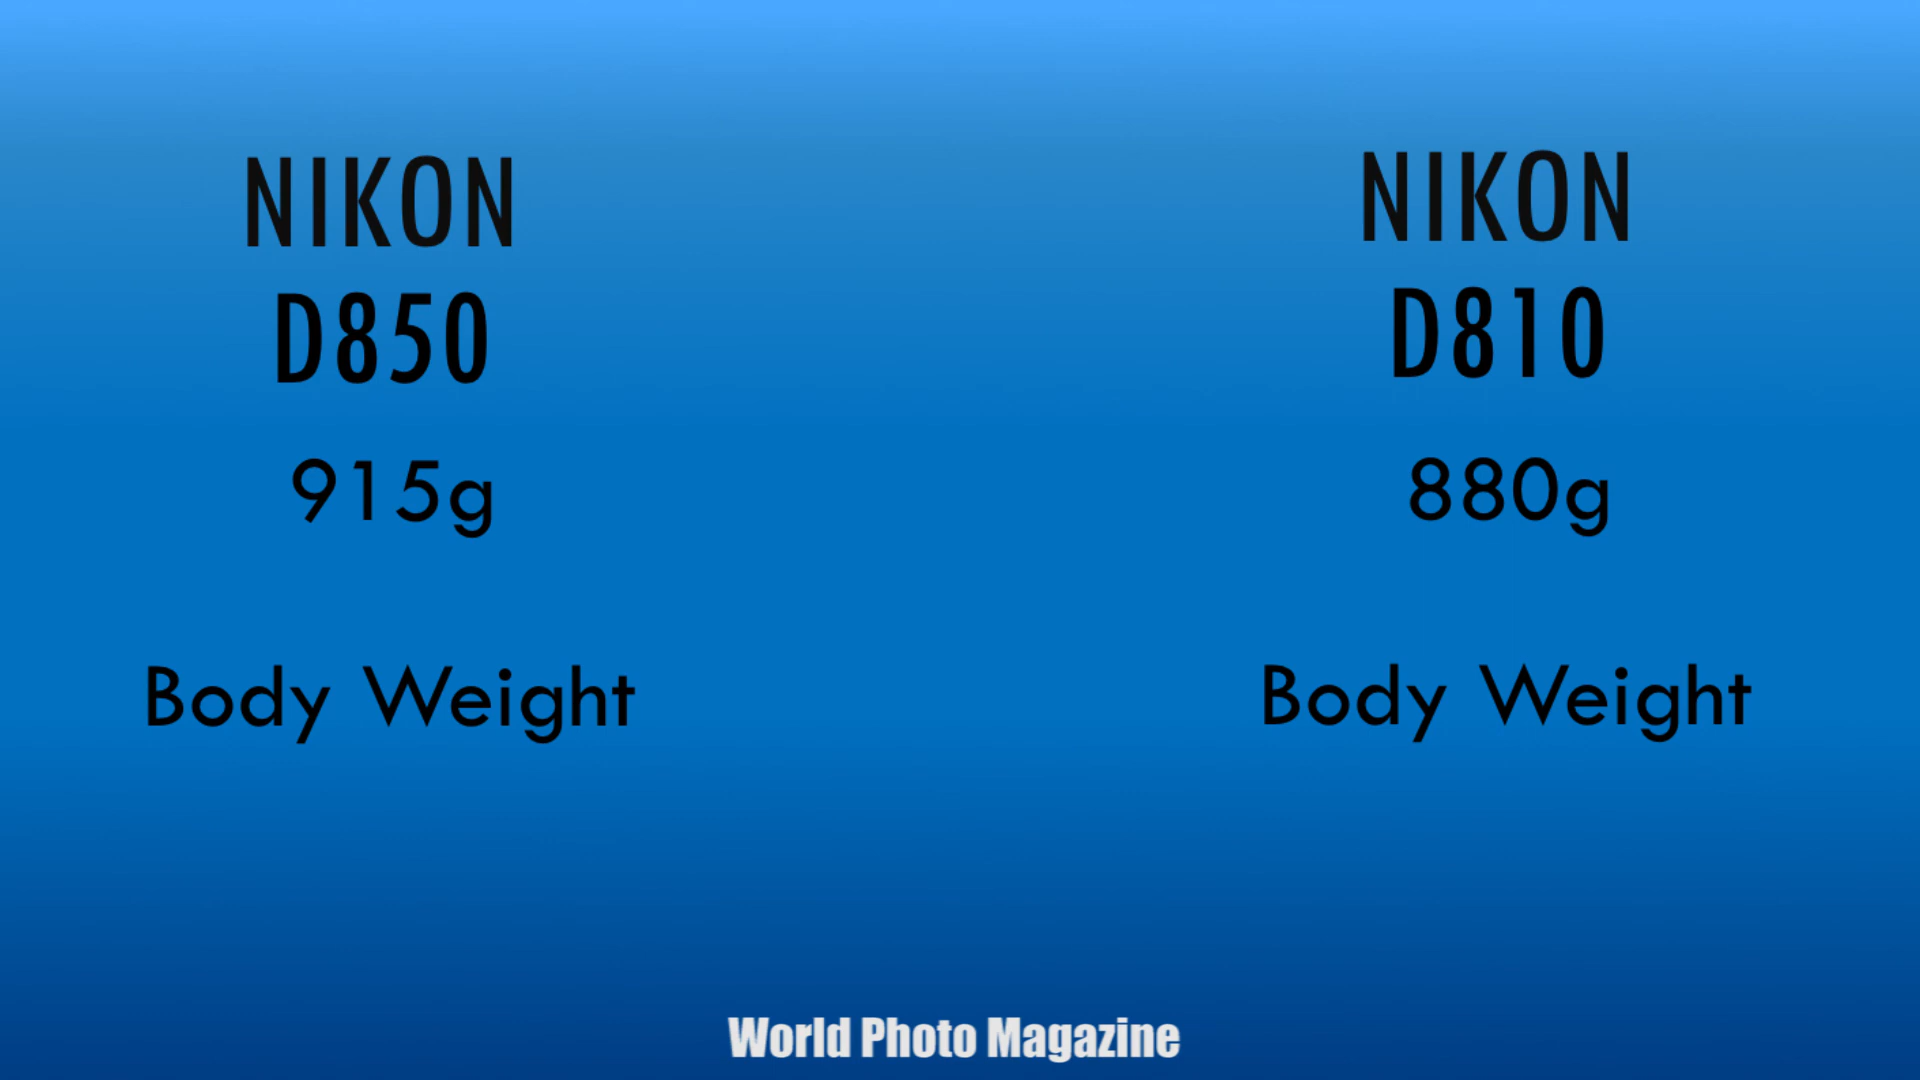 NIKON
D850
915g
Body Weight
NIKON
D810
880g
Body Weight
World Photo Magazine